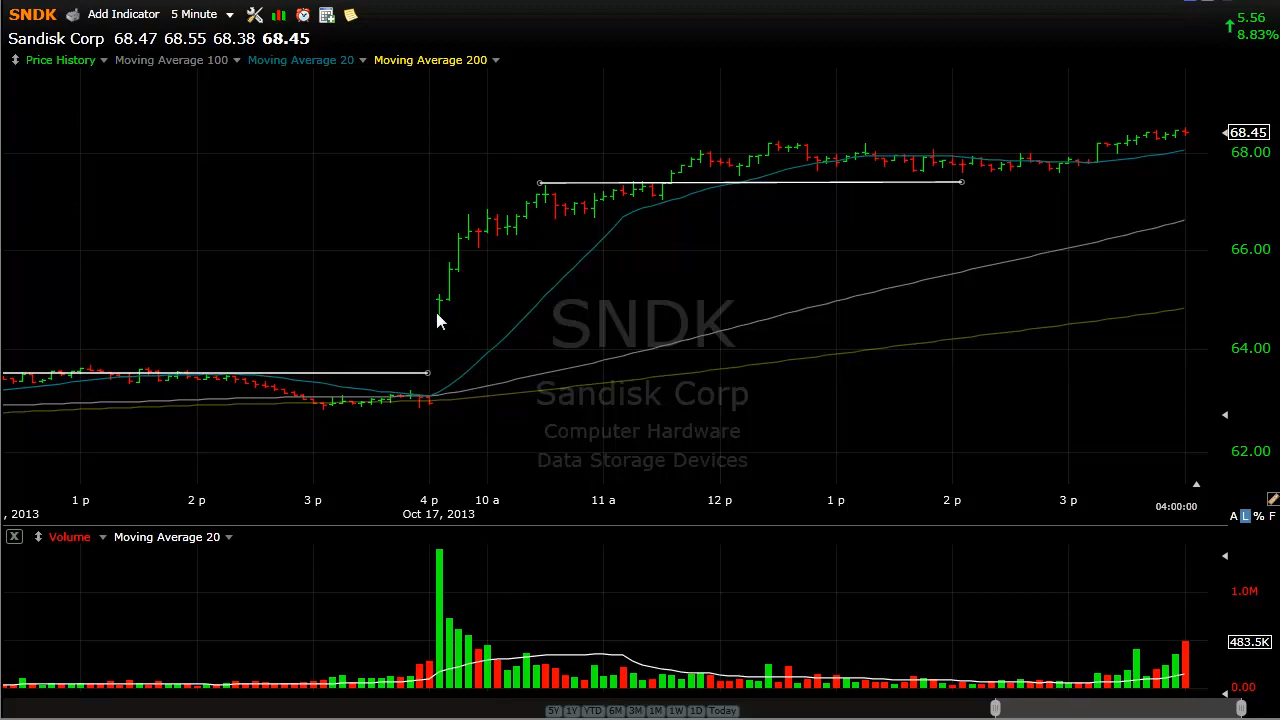 SNDK Add Indicator 5 Minute
5.56
8.83%
Sandisk Corp 68.47 68.55 68.38 68.45
Price History Moving Average 100 Moving Average 20 Moving Average 200
68.45
68.00
66.00
64.00
62.00
SNDK
Sandisk Corp
Computer Hardware
Data Storage Devices
1 p 2 p 3 p 4 p 10 a 11 a 12 p 1 p 2 p 3 p 04:00:00
, 2013 Oct 17, 2013
A L % F
X Volume Moving Average 20
1.0M
483.5K
0.00
5Y 1Y YTD 6M 3M 1M 1W 1D Today